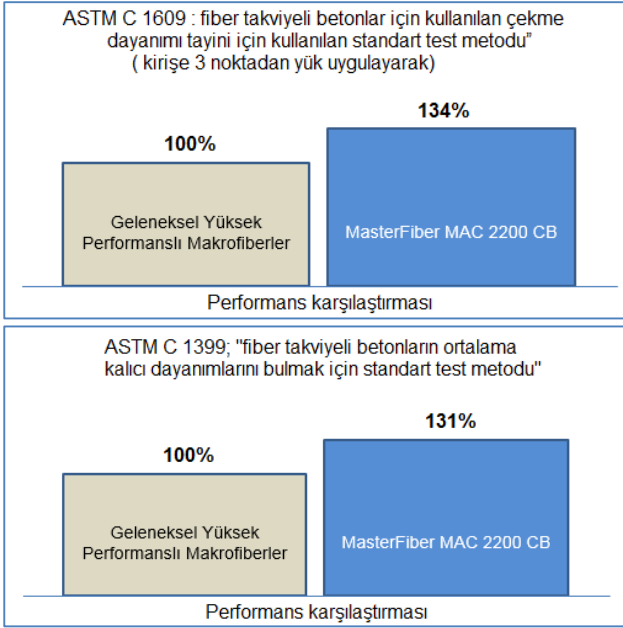 ASTM C 1609 : fiber takviyeli betonlar için kullanılan çekme
dayanımı tayini için kullanılan standart test metodu”
( kirişe 3 noktadan yük uygulayarak)
134%
100%
Geleneksel Yüksek
Performanslı Makrofiberler
MasterFiber MAC 2200 CB
Performans karşılaştırması
ASTM C 1399; "fiber takviyeli betonların ortalama
kalıcı dayanımlarını bulmak için standart test metodu"
131%
100%
Geleneksel Yüksek
Performanslı Makrofiberler
MasterFiber MAC 2200 CB
Performans karşılaştırması